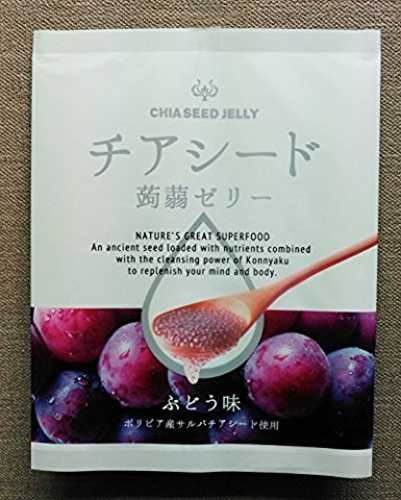 CHIA SEED JELLY
チアシード
蒟蒻ゼリー
NATURE'S GREAT SUPERFOOD
An ancient seed loaded with nutrients combined
with the cleansing power of Konnyaku
to replenish your mind and body.
ぶどう味
ボリビア産サルバチアシード使用